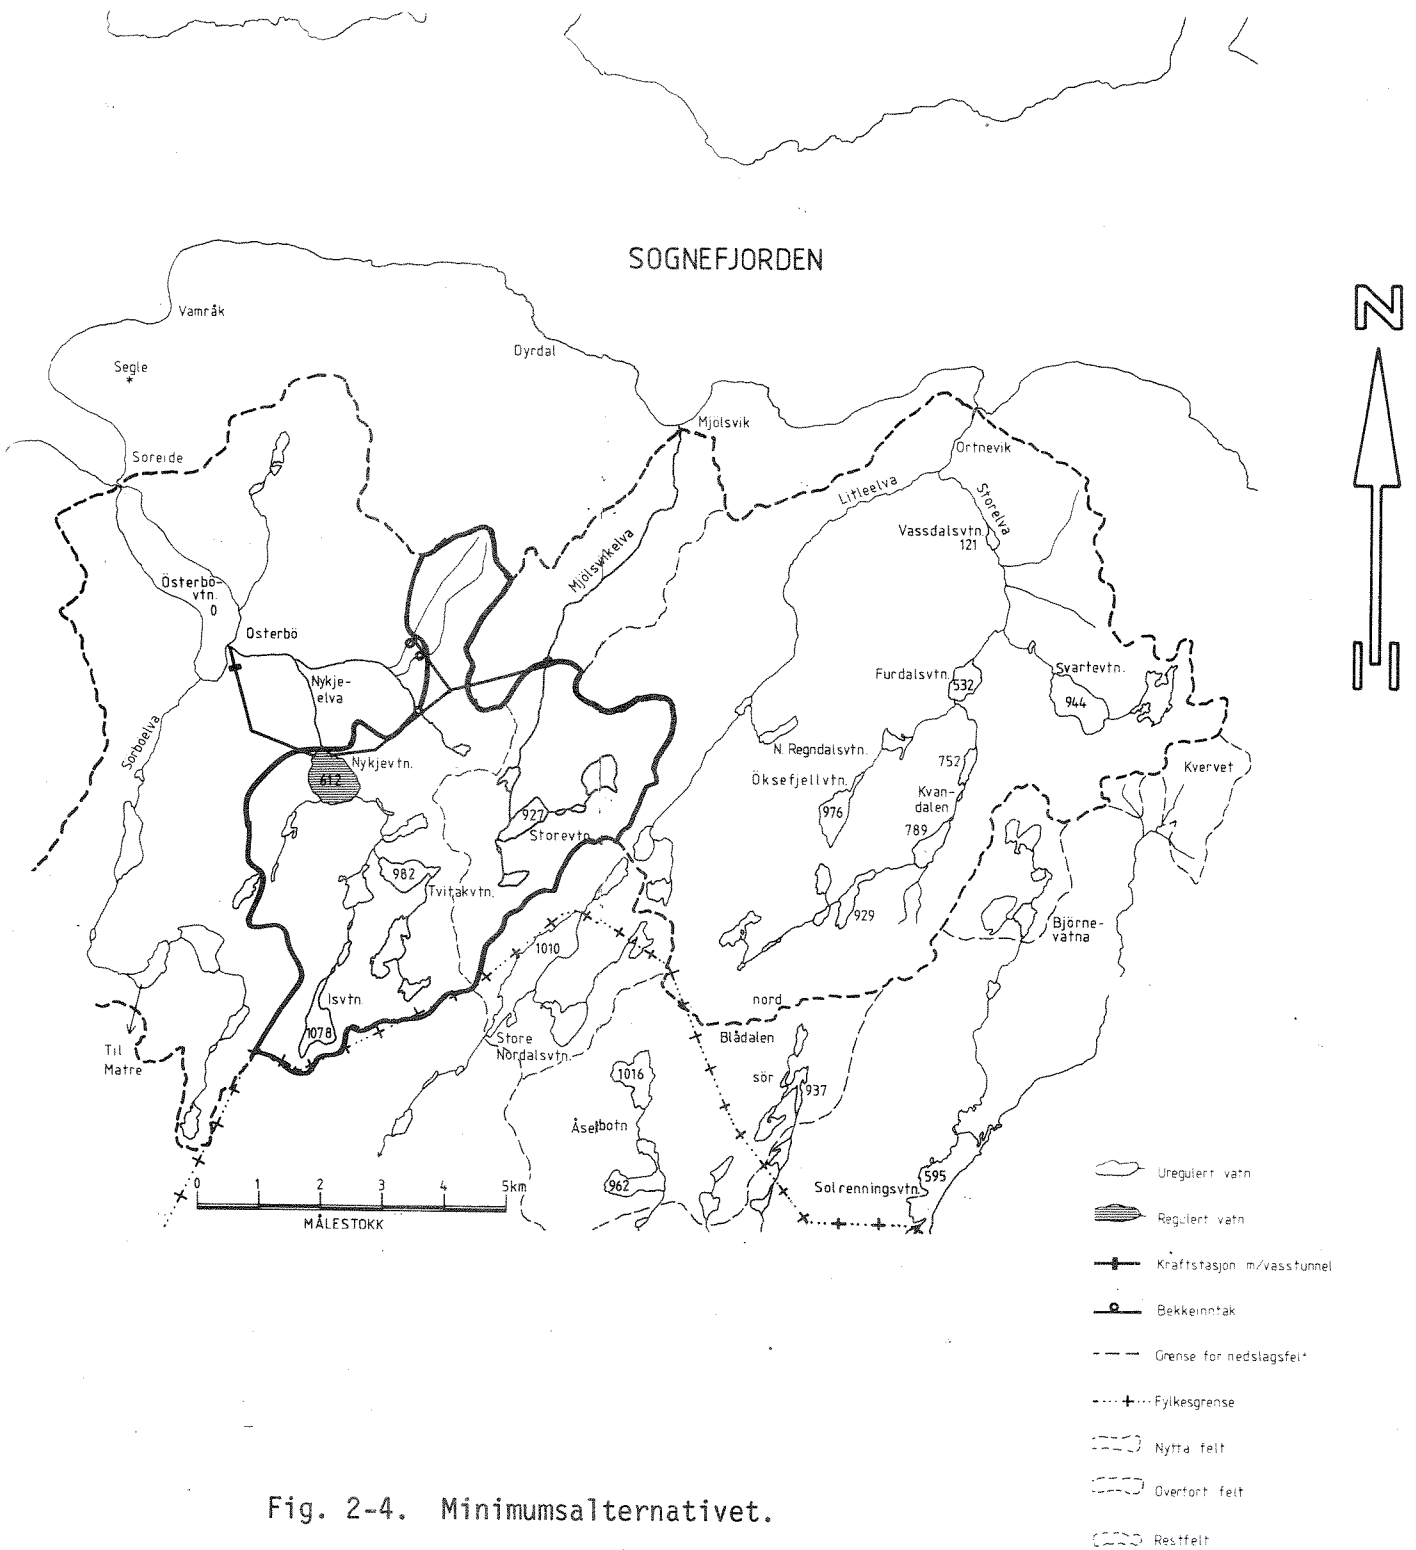 SOGNEFJORDEN
N
Vamråk
Segle
Dyrdal
Mjölsvik
Soreide
Ortnevik
Litleelva
Storelva
Vassdalsvtn.
121
Mjölsvikelva
Österbö-
vtn.
0
Osterbö
Nykje-
elva
Furdalsvtn.
532
Svartevtn.
944
Sörboelva
N Regndalsvtn.
Nykjevtn.
612
752
Kvervet
Öksefjellvtn.
976
Kvan-
dalen
789
927
Storevtn.
982
Tvitakvtn.
929
Björne-
vatna
1010
Isvtn.
1078
nord
Blådalen
sör
937
Store
Nordalsvtn.
Til
Matre
1016
Åselbotn
962
Solrenningsvtn.
595
0 1 2 3 4 5km
MÅLESTOKK
Uregulert vatn
Regulert vatn
Kraftstasjon m/vasstunnel
Bekkeinntak
Grense for nedslagsfelt
Fylkesgrense
Nytta felt
Overfort felt
Restfelt
Fig. 2-4. Minimumsalternativet.